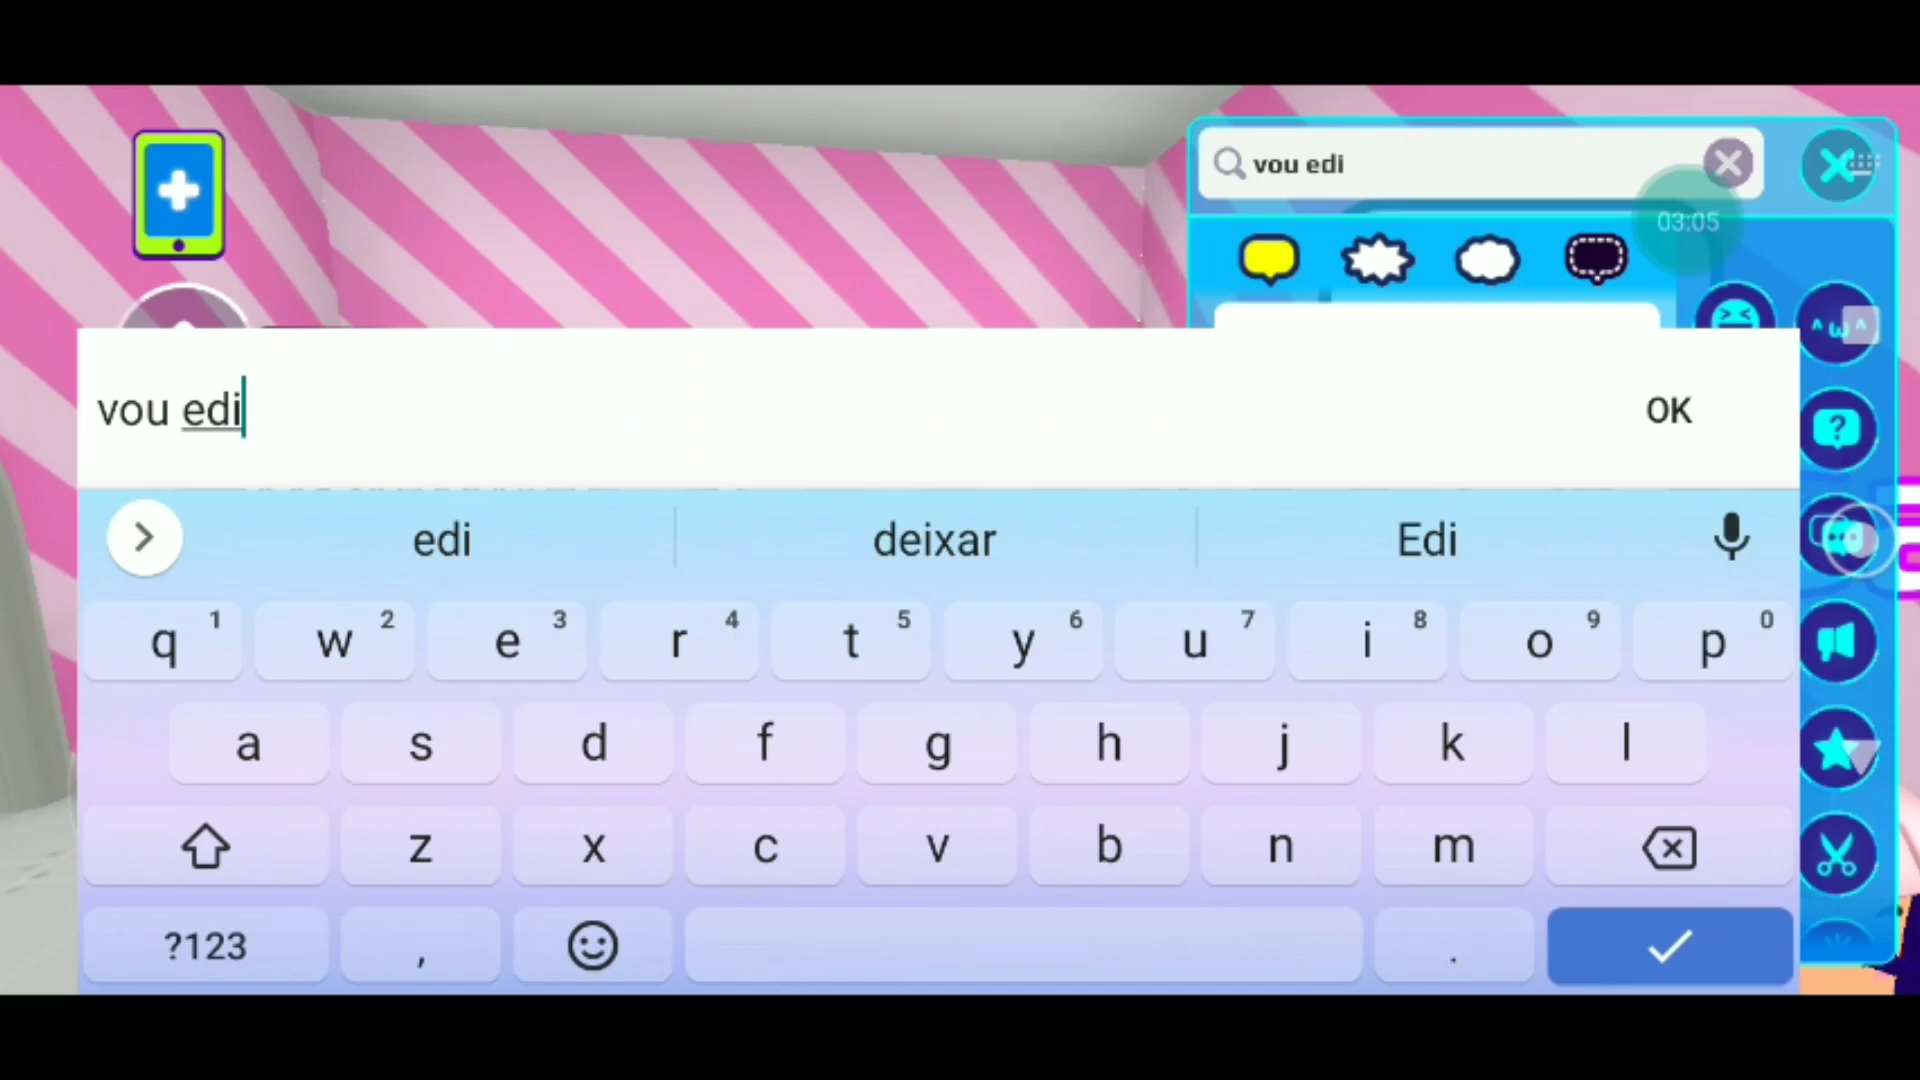 vou edi
03:05
^ω^
?
vou edi
OK
edi deixar Edi
q 1 w 2 e 3 r 4 t 5 y 6 u 7 i 8 o 9 p 0
a s d f g h j k l
z x c v b n m
?123 , .